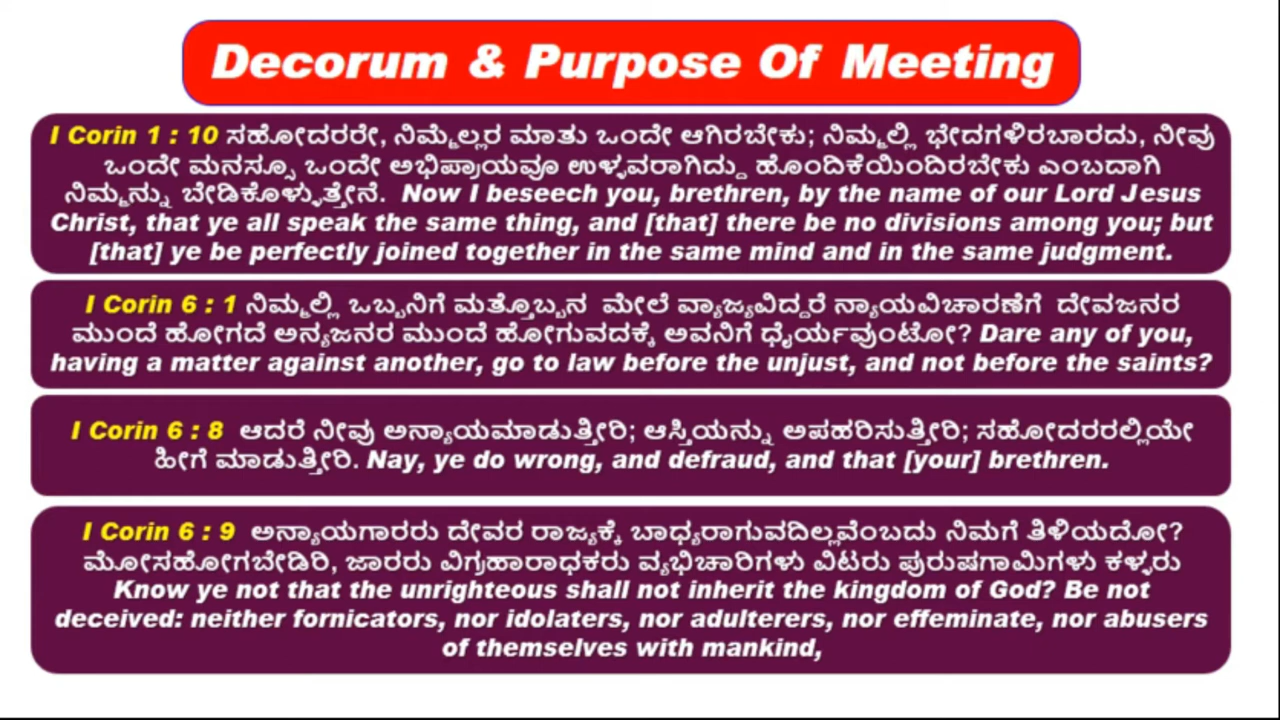 Decorum & Purpose Of Meeting
I Corin 1 : 10 ಸಹೋದರರೇ, ನಿಮ್ಮೆಲ್ಲರ ಮಾತು ಒಂದೇ ಆಗಿರಬೇಕು; ನಿಮ್ಮಲ್ಲಿ ಭೇದಗಳಿರಬಾರದು, ನೀವು
ಒಂದೇ ಮನಸ್ಸೂ ಒಂದೇ ಅಭಿಪ್ರಾಯವೂ ಉಳ್ಳವರಾಗಿದ್ದು ಹೊಂದಿಕೆಯಿಂದಿರಬೇಕು ಎಂಬದಾಗಿ
ನಿಮ್ಮನ್ನು ಬೇಡಿಕೊಳ್ಳುತ್ತೇನೆ. Now I beseech you, brethren, by the name of our Lord Jesus
Christ, that ye all speak the same thing, and [that] there be no divisions among you; but
[that] ye be perfectly joined together in the same mind and in the same judgment.
I Corin 6 : 1 ನಿಮ್ಮಲ್ಲಿ ಒಬ್ಬನಿಗೆ ಮತ್ತೊಬ್ಬನ ಮೇಲೆ ವ್ಯಾಜ್ಯವಿದ್ದರೆ ನ್ಯಾಯವಿಚಾರಣೆಗೆ ದೇವಜನರ
ಮುಂದೆ ಹೋಗದೆ ಅನ್ಯಜನರ ಮುಂದೆ ಹೋಗುವದಕ್ಕೆ ಅವನಿಗೆ ಧೈರ್ಯವುಂಟೋ? Dare any of you,
having a matter against another, go to law before the unjust, and not before the saints?
I Corin 6 : 8 ಆದರೆ ನೀವು ಅನ್ಯಾಯಮಾಡುತ್ತೀರಿ; ಆಸ್ತಿಯನ್ನು ಅಪಹರಿಸುತ್ತೀರಿ; ಸಹೋದರರಲ್ಲಿಯೇ
ಹೀಗೆ ಮಾಡುತ್ತೀರಿ. Nay, ye do wrong, and defraud, and that [your] brethren.
I Corin 6 : 9 ಅನ್ಯಾಯಗಾರರು ದೇವರ ರಾಜ್ಯಕ್ಕೆ ಬಾಧ್ಯರಾಗುವದಿಲ್ಲವೆಂಬದು ನಿಮಗೆ ತಿಳಿಯದೋ?
ಮೋಸಹೋಗಬೇಡಿರಿ, ಜಾರರು ವಿಗ್ರಹಾರಾಧಕರು ವ್ಯಭಿಚಾರಿಗಳು ವಿಟರು ಪುರುಷಗಾಮಿಗಳು ಕಳ್ಳರು
Know ye not that the unrighteous shall not inherit the kingdom of God? Be not
deceived: neither fornicators, nor idolaters, nor adulterers, nor effeminate, nor abusers
of themselves with mankind,